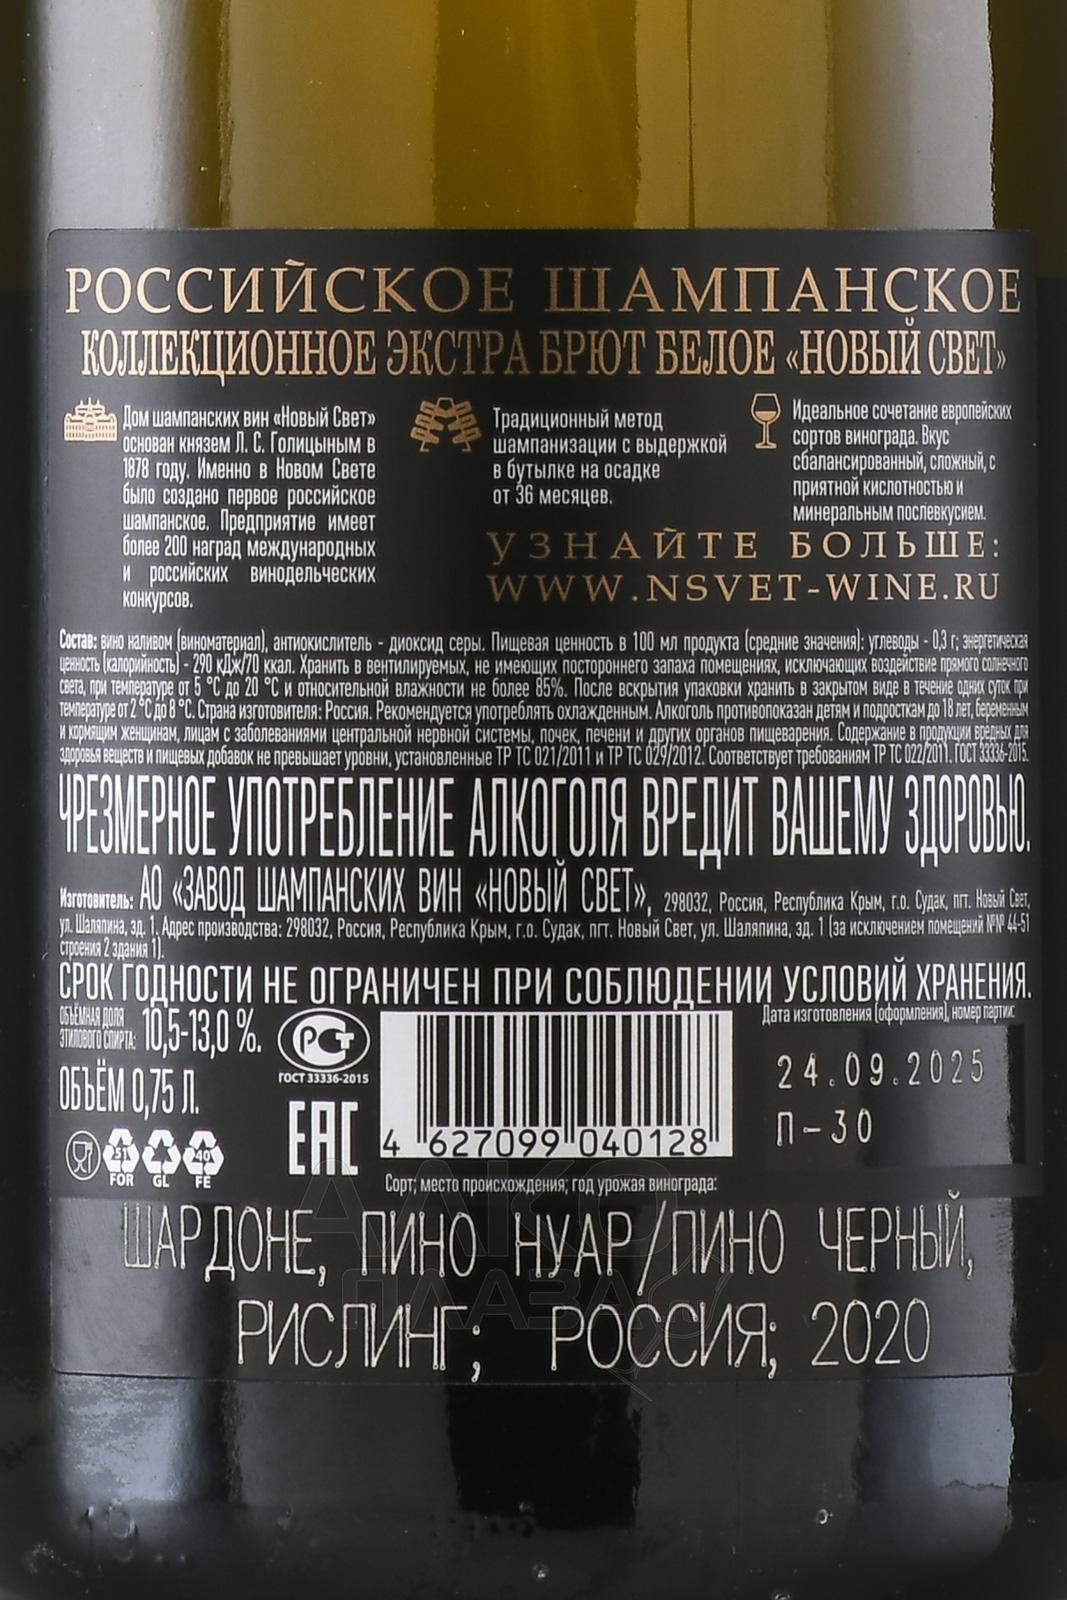 РОССИЙСКОЕ ШАМПАНСКОЕ
КОЛЛЕКЦИОННОЕ ЭКСТРА БРЮТ БЕЛОЕ «НОВЫЙ СВЕТ»
Дом шампанских вин «Новый Свет»
основан князем Л. С. Голицыным в
1878 году. Именно в Новом Свете
было создано первое российское
шампанское. Предприятие имеет
более 200 наград международных
и российских винодельческих
конкурсов.
Традиционный метод
шампанизации с выдержкой
в бутылке на осадке
от 36 месяцев.
Идеальное сочетание европейских
сортов винограда. Вкус
сбалансированный, сложный, с
приятной кислотностью и
минеральным послевкусием.
УЗНАЙТЕ БОЛЬШЕ:
WWW.NSVET-WINE.RU
Состав: вино наливом (виноматериал), антиокислитель - диоксид серы. Пищевая ценность в 100 мл продукта (средние значения): углеводы - 0,3 г; энергетическая
ценность (калорийность) - 290 кДж/70 ккал. Хранить в вентилируемых, не имеющих постороннего запаха помещениях, исключающих воздействие прямого солнечного
света, при температуре от 5 °С до 20 °С и относительной влажности не более 85%. После вскрытия упаковки хранить в закрытом виде в течение одних суток при
температуре от 2 °С до 8 °С. Страна изготовителя: Россия. Рекомендуется употреблять охлажденным. Алкоголь противопоказан детям и подросткам до 18 лет, беременным
и кормящим женщинам, лицам с заболеваниями центральной нервной системы, почек, печени и других органов пищеварения. Содержание в продукции вредных для
здоровья веществ и пищевых добавок не превышает уровни, установленные ТР ТС 021/2011 и ТР ТС 029/2012. Соответствует требованиям ТР ТС 022/2011. ГОСТ 33336-2015.
ЧРЕЗМЕРНОЕ УПОТРЕБЛЕНИЕ АЛКОГОЛЯ ВРЕДИТ ВАШЕМУ ЗДОРОВЬЮ.
Изготовитель: АО «ЗАВОД ШАМПАНСКИХ ВИН «НОВЫЙ СВЕТ», 298032, Россия, Республика Крым, г.о. Судак, пгт. Новый Свет,
ул. Шаляпина, зд. 1. Адрес производства: 298032, Россия, Республика Крым, г.о. Судак, пгт. Новый Свет, ул. Шаляпина, зд. 1 (за исключением помещений №№ 44-51
строения 2 здания 1).
СРОК ГОДНОСТИ НЕ ОГРАНИЧЕН ПРИ СОБЛЮДЕНИИ УСЛОВИЙ ХРАНЕНИЯ.
ОБЪЁМНАЯ ДОЛЯ
ЭТИЛОВОГО СПИРТА: 10,5-13,0 %.
ОБЪЁМ 0,75 Л.
51 FOR
GL
40 FE
РСТ
ГОСТ 33336-2015
ЕАС
4 627099 040128
Дата изготовления (оформления), номер партии:
24.09.2025
П-30
Сорт; место происхождения; год урожая винограда:
ШАРДОНЕ, ПИНО НУАР/ПИНО ЧЕРНЫЙ,
РИСЛИНГ; РОССИЯ; 2020
АЛКО
ПЛАЗА